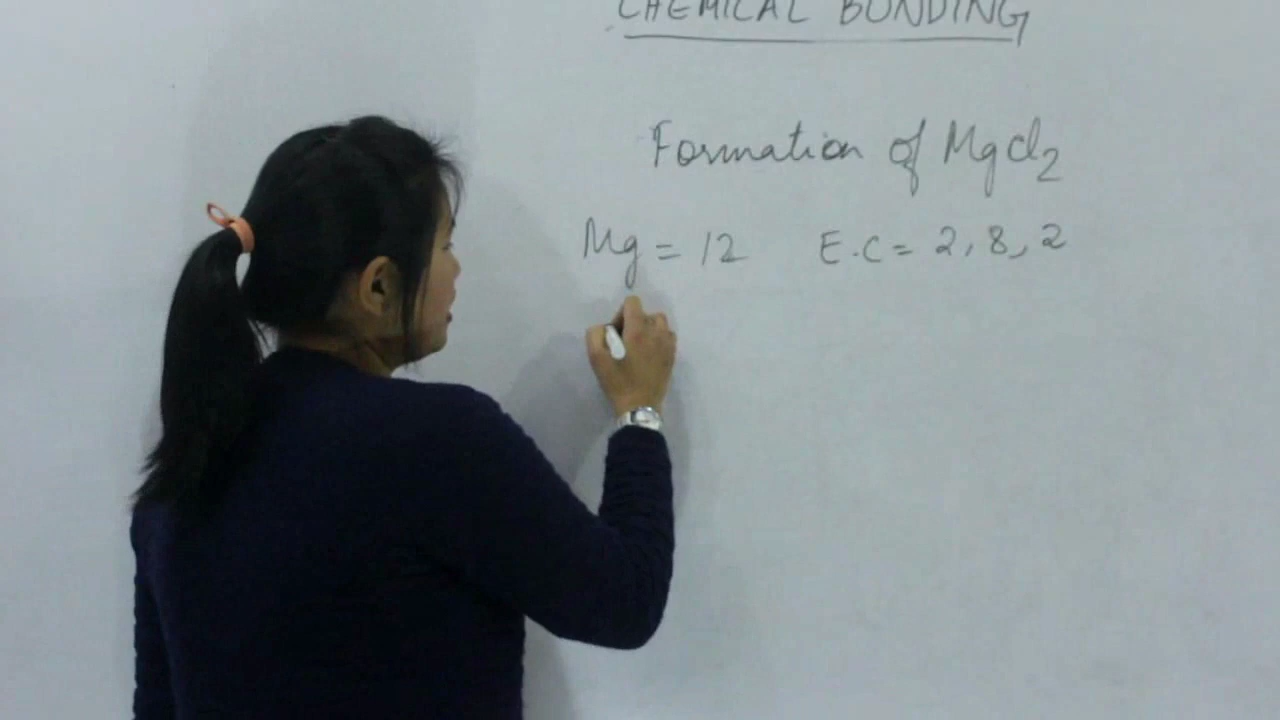 CHEMICAL BONDING
Formation of MgCl2
Mg = 12 E.C = 2, 8, 2